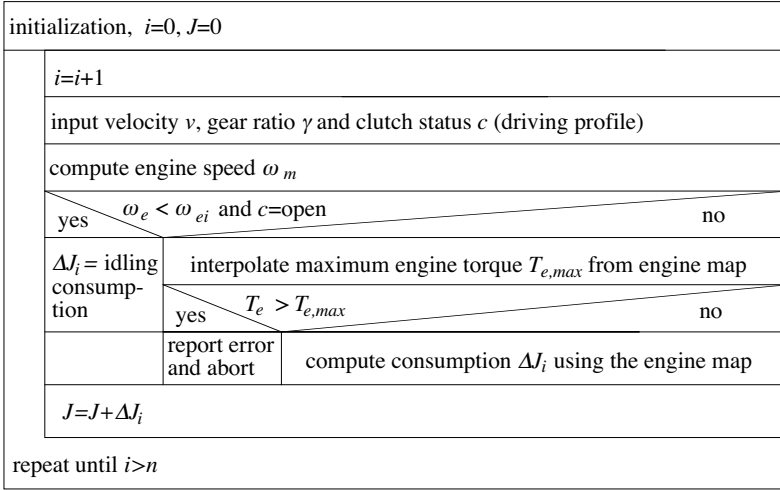 initialization, i=0, J=0
i=i+1
input velocity v, gear ratio γ and clutch status c (driving profile)
compute engine speed ω m
yes ω e < ω ei and c=open no
ΔJi = idling
consump-
tion
interpolate maximum engine torque Te,max from engine map
yes Te > Te,max no
report error
and abort
compute consumption ΔJi using the engine map
J=J+ΔJi
repeat until i>n